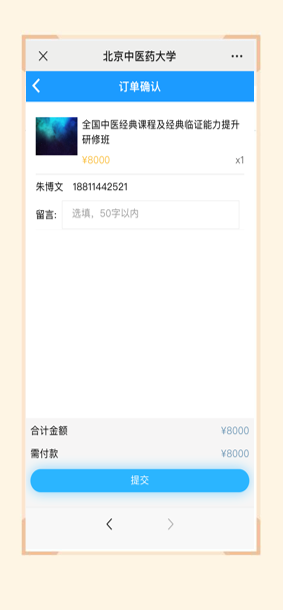 北京中医药大学
订单确认
全国中医经典课程及经典临证能力提升
研修班
¥8000 x1
朱博文 18811442521
留言: 选填，50字以内
合计金额 ¥8000
需付款 ¥8000
提交